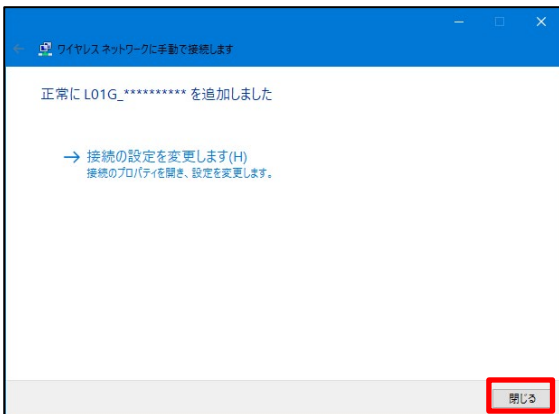 ワイヤレス ネットワークに手動で接続します
正常に L01G_********** を追加しました
→ 接続の設定を変更します(H)
接続のプロパティを開き、設定を変更します。
閉じる